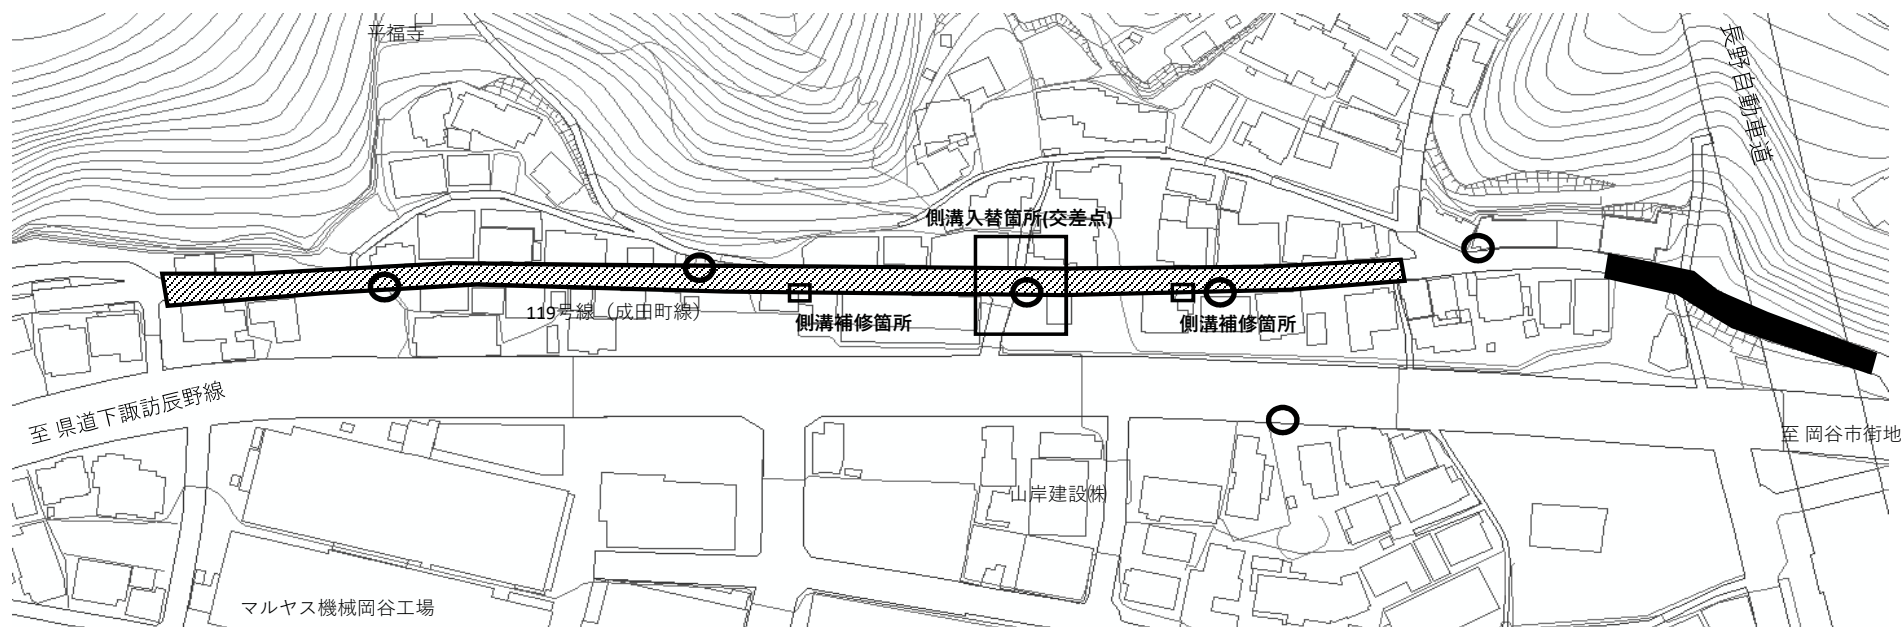 平福寺
長野自動車道
側溝入替箇所(交差点)
119号線（成田町線）
側溝補修箇所
側溝補修箇所
至 県道下諏訪辰野線
至 岡谷市街地
山岸建設㈱
マルヤス機械岡谷工場